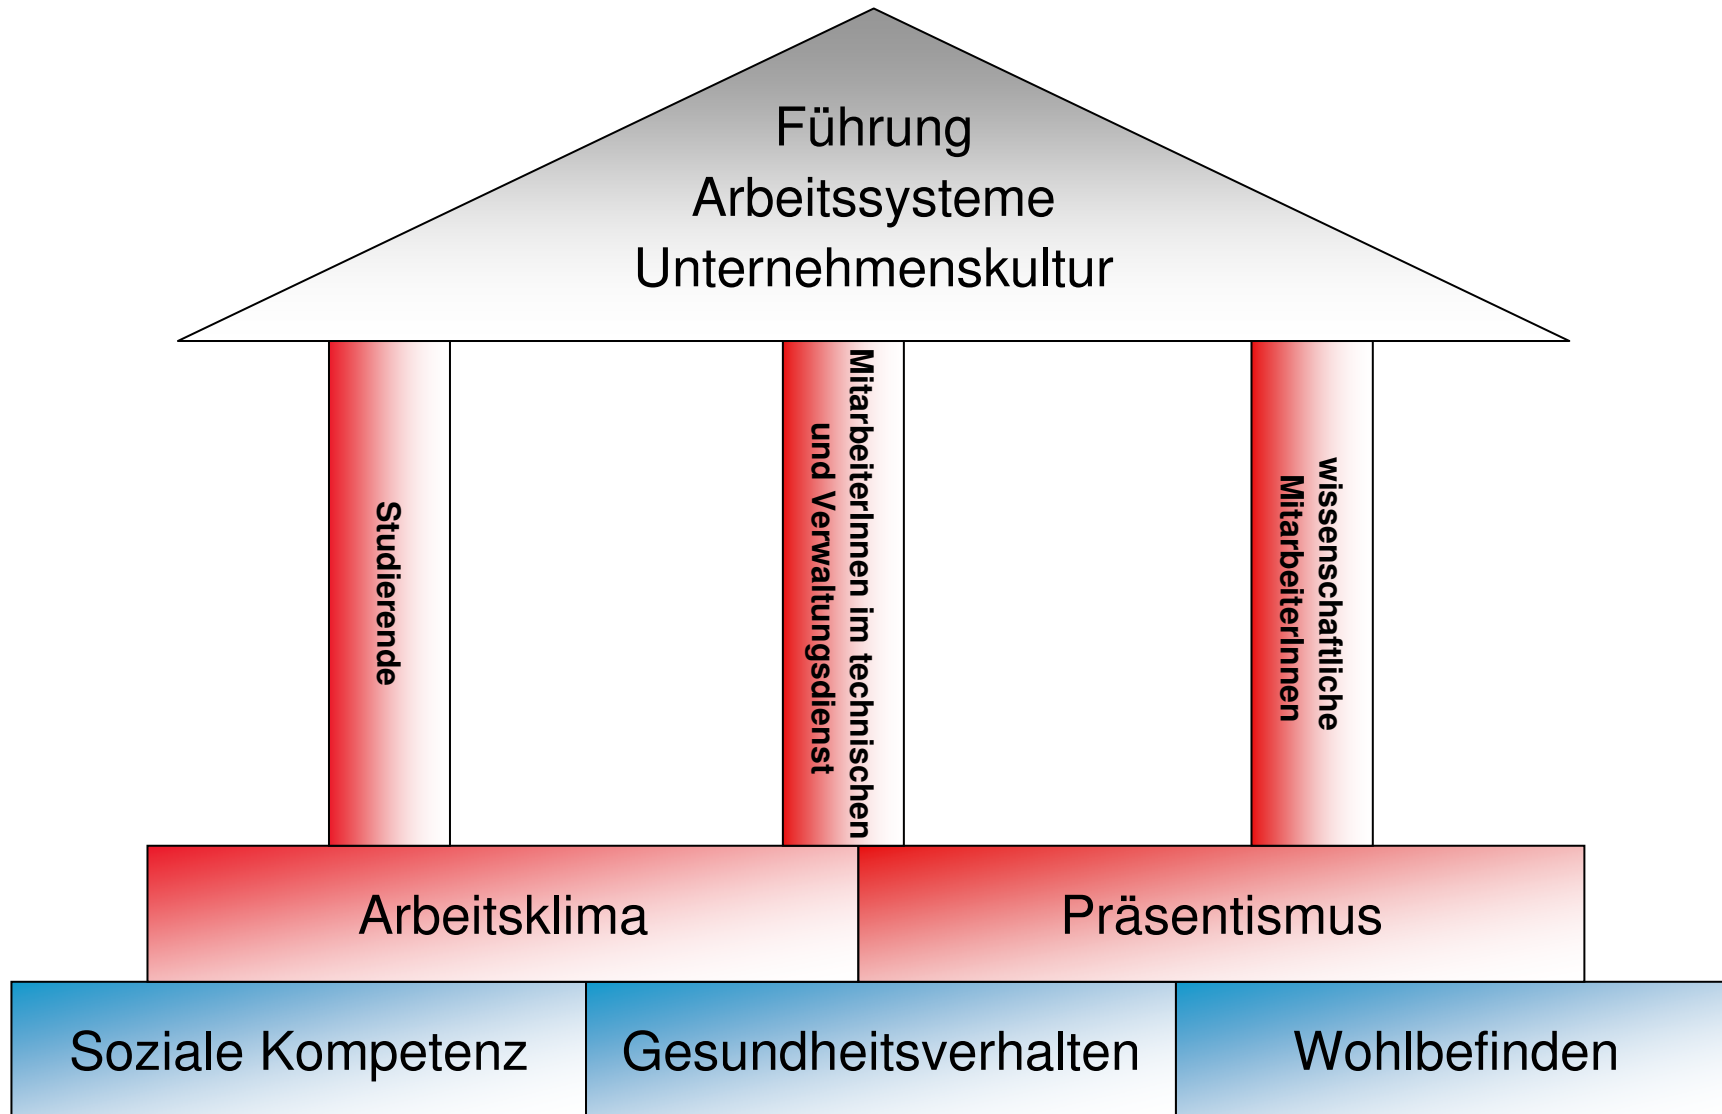 Führung
Arbeitssysteme
Unternehmenskultur
Studierende
MitarbeiterInnen im technischen
und Verwaltungsdienst
wissenschaftliche
MitarbeiterInnen
Arbeitsklima
Präsentismus
Soziale Kompetenz
Gesundheitsverhalten
Wohlbefinden